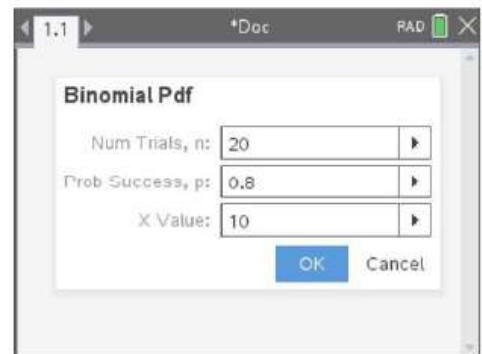 1.1 *Doc RAD
Binomial Pdf
Num Trials, n: 20
Prob Success, p: 0.8
X Value: 10
OK Cancel